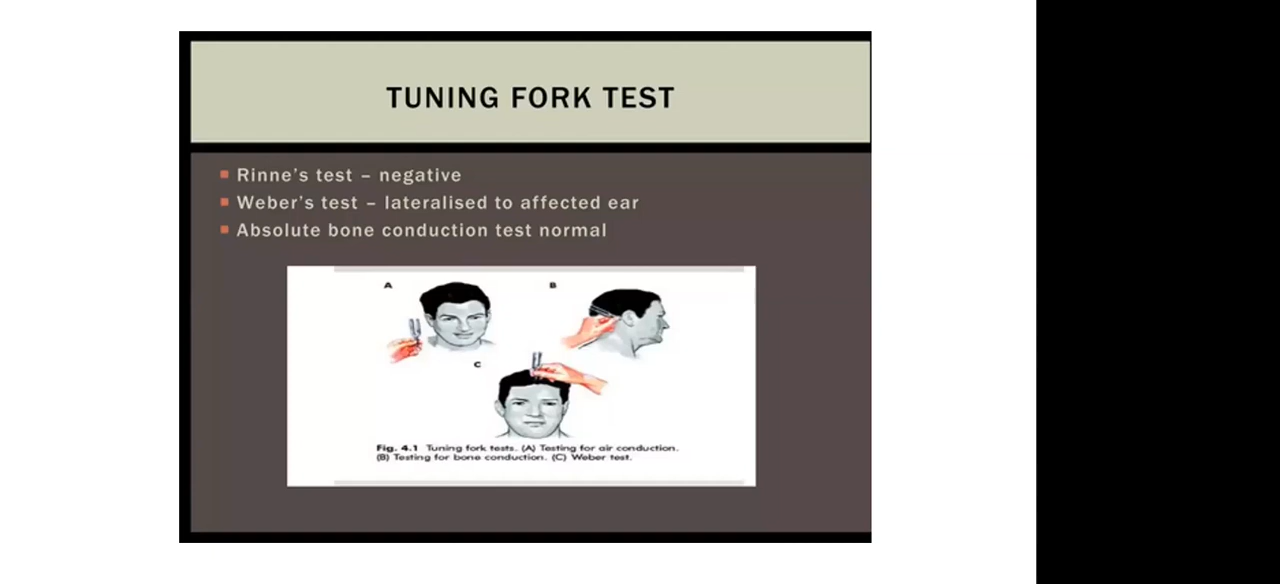 TUNING FORK TEST
Rinne's test – negative
Weber's test – lateralised to affected ear
Absolute bone conduction test normal
A
B
C
Fig. 4.1 Tuning fork tests. (A) Testing for air conduction.
(B) Testing for bone conduction. (C) Weber test.